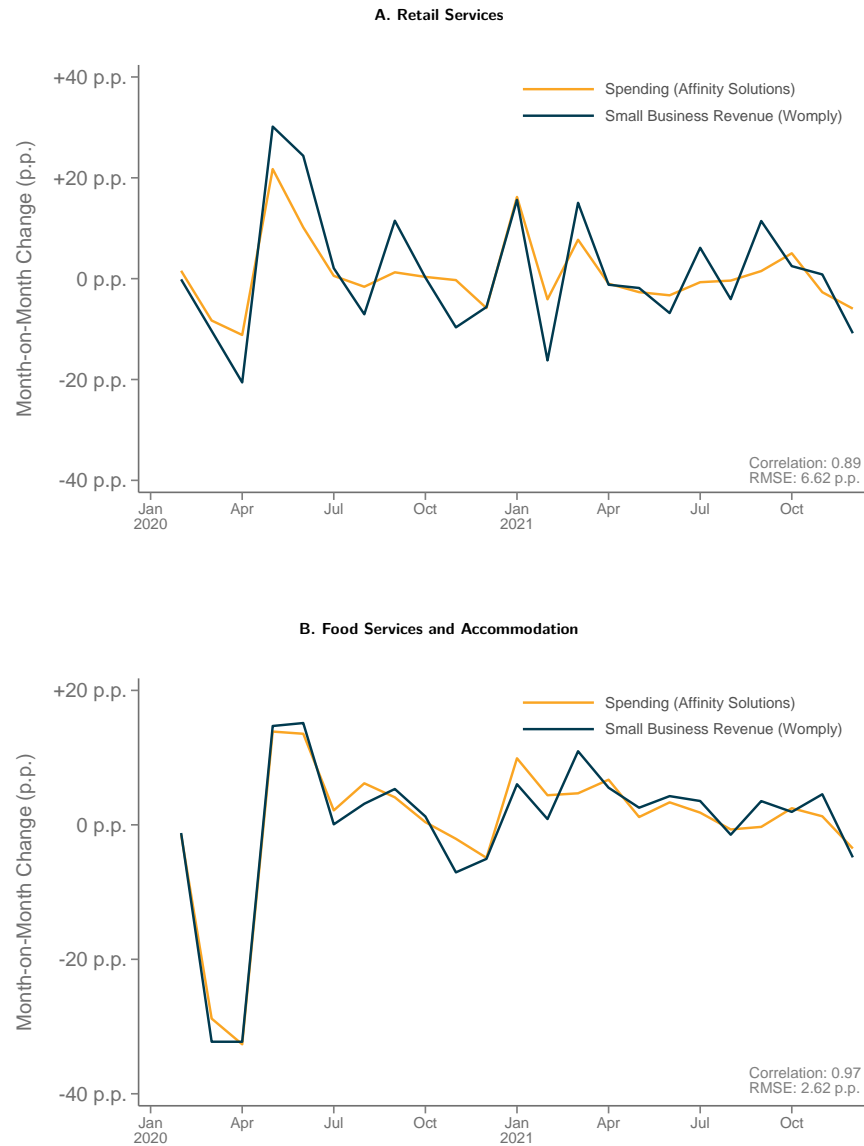 A. Retail Services
+40 p.p.
+20 p.p.
0 p.p.
-20 p.p.
-40 p.p.
Month-on-Month Change (p.p.)
Spending (Affinity Solutions)
Small Business Revenue (Womply)
Correlation: 0.89
RMSE: 6.62 p.p.
Jan Apr Jul Oct Jan Apr Jul Oct
2020 2021
B. Food Services and Accommodation
+20 p.p.
0 p.p.
-20 p.p.
-40 p.p.
Month-on-Month Change (p.p.)
Spending (Affinity Solutions)
Small Business Revenue (Womply)
Correlation: 0.97
RMSE: 2.62 p.p.
Jan Apr Jul Oct Jan Apr Jul Oct
2020 2021